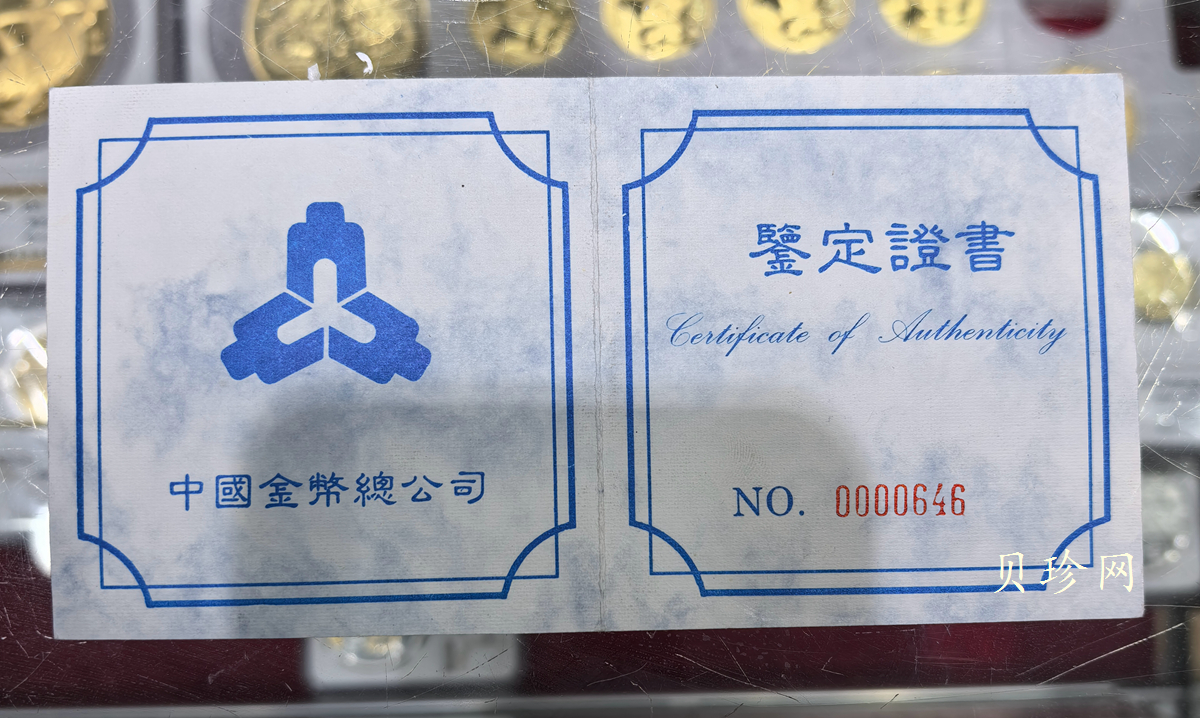 中國金幣總公司
鑒定證書
Certificate of Authenticity
NO. 0000646
贝珍网